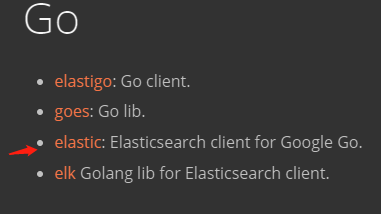 Go
elastigo: Go client.
goes: Go lib.
elastic: Elasticsearch client for Google Go.
elk Golang lib for Elasticsearch client.